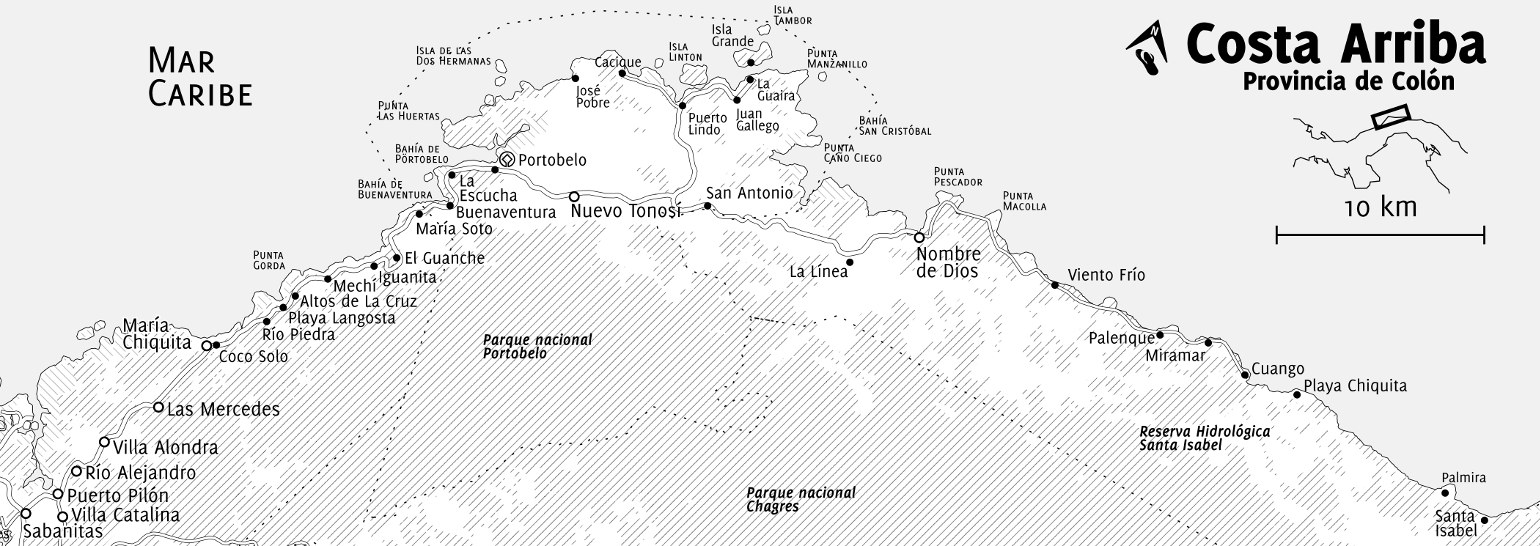 ISLA
TAMBOR
Isla
Grande
N
Costa Arriba
Provincia de Colón
MAR
CARIBE
ISLA DE LAS
DOS HERMANAS
ISLA
LINTON
PUNTA
MANZANILLO
Cacique
José
Pobre
La
Guaira
Juan
Gallego
Puerto
Lindo
PUNTA
LAS HUERTAS
BAHÍA
SAN CRISTÓBAL
BAHÍA DE
PORTOBELO
Portobelo
PUNTA
CAÑO CIEGO
BAHÍA DE
BUENAVENTURA
La
Escucha
Buenaventura
Nuevo Tonosí
San Antonio
PUNTA
PESCADOR
PUNTA
MACOLLA
10 km
María Soto
PUNTA
GORDA
El Guanche
Iguanita
Mechi
Altos de La Cruz
Playa Langosta
Río Piedra
La Línea
Nombre
de Dios
Viento Frío
María
Chiquita
Coco Solo
Parque nacional
Portobelo
Palenque
Miramar
Cuango
Playa Chiquita
Las Mercedes
Villa Alondra
Río Alejandro
Puerto Pilón
Villa Catalina
Sabanitas
Reserva Hidrológica
Santa Isabel
Parque nacional
Chagres
Palmira
Santa
Isabel